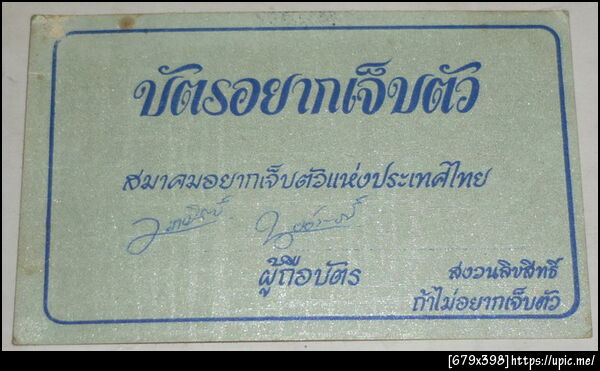 บัตรอยากเจ็บตัว
สมาคมอยากเจ็บตัวแห่งประเทศไทย
ผู้ถือบัตร
สงวนลิขสิทธิ์
ถ้าไม่อยากเจ็บตัว
[679x398]https://upic.me/